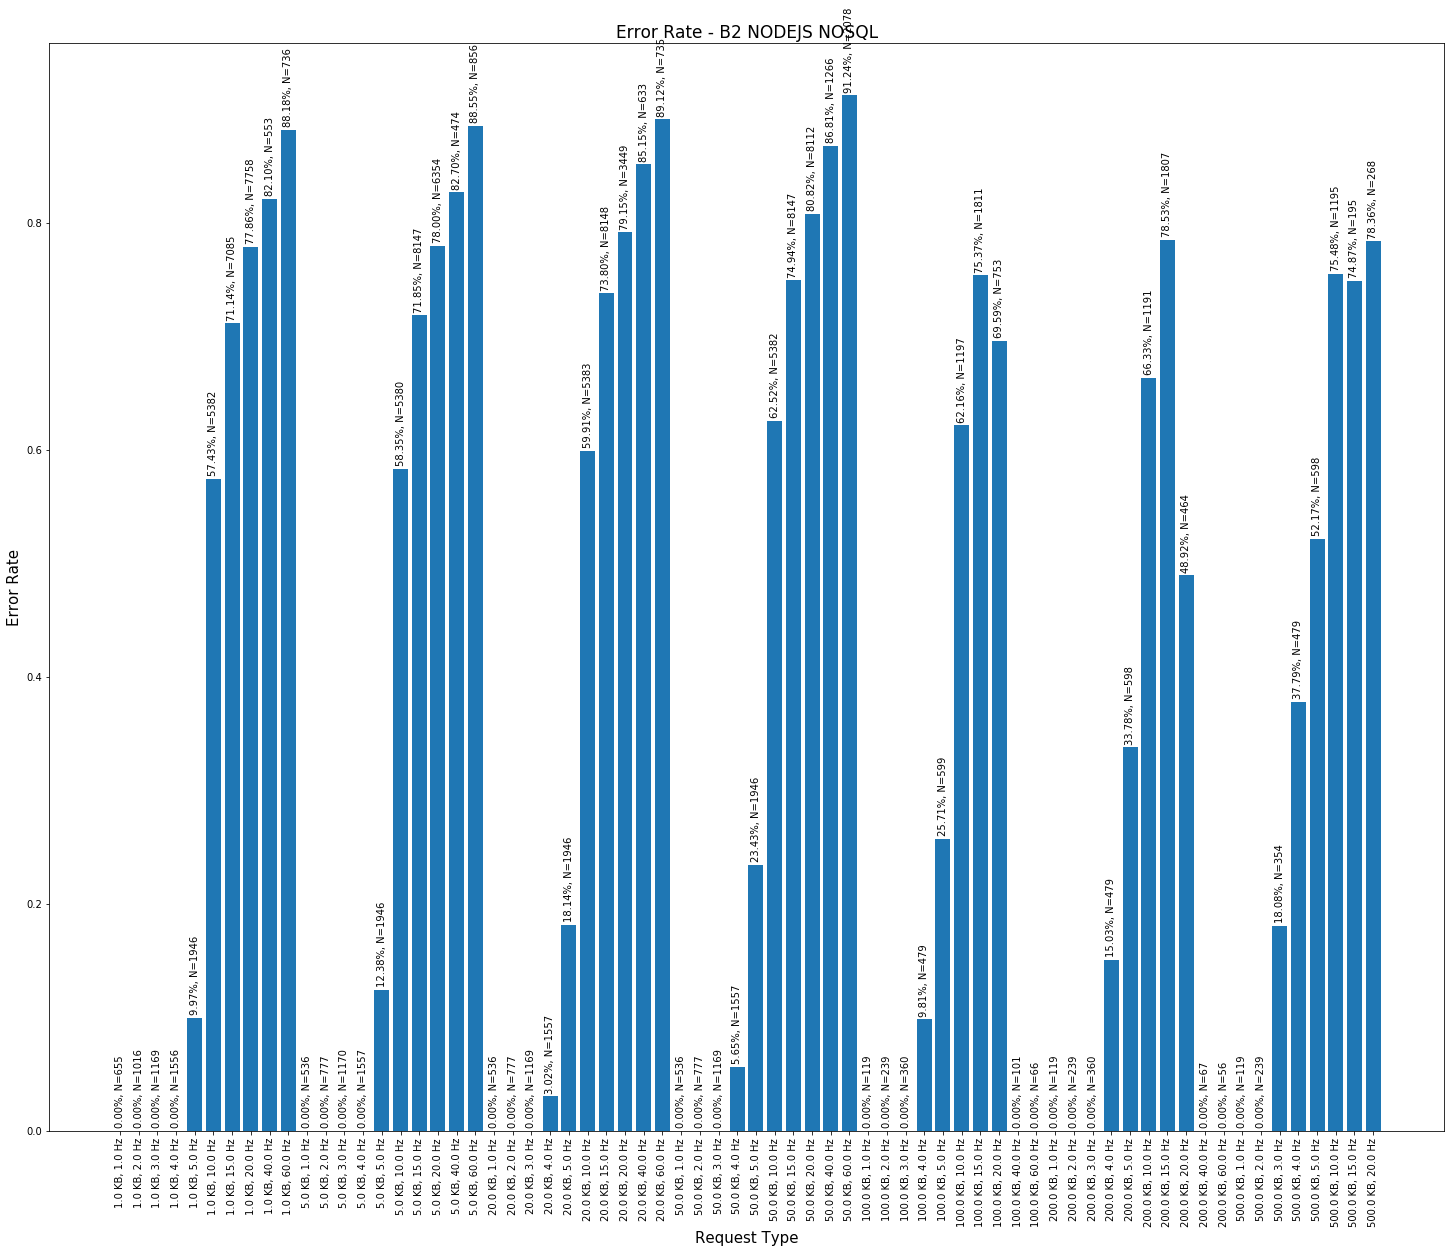 Error Rate - B2 NODEJS NOSQL
Error Rate
0.8
0.6
0.4
0.2
0.0
0.00%, N=655
0.00%, N=1016
0.00%, N=1169
0.00%, N=1556
9.97%, N=1946
57.43%, N=5382
71.14%, N=7085
77.86%, N=7758
82.10%, N=553
88.18%, N=736
0.00%, N=536
0.00%, N=777
0.00%, N=1170
0.00%, N=1557
12.38%, N=1946
58.35%, N=5380
71.85%, N=8147
78.00%, N=6354
82.70%, N=474
88.55%, N=856
0.00%, N=536
0.00%, N=777
0.00%, N=1169
3.02%, N=1557
18.14%, N=1946
59.91%, N=5383
73.80%, N=8148
79.15%, N=3449
85.15%, N=633
89.12%, N=735
0.00%, N=536
0.00%, N=777
0.00%, N=1169
5.65%, N=1557
23.43%, N=1946
62.52%, N=5382
74.94%, N=8147
80.82%, N=8112
86.81%, N=1266
91.24%,
0.00%, N=119
0.00%, N=239
0.00%, N=360
9.81%, N=479
25.71%, N=599
62.16%, N=1197
75.37%, N=1811
69.59%, N=753
0.00%, N=101
0.00%, N=66
0.00%, N=119
0.00%, N=239
0.00%, N=360
15.03%, N=479
33.78%, N=598
66.33%, N=1191
78.53%, N=1807
48.92%, N=464
0.00%, N=67
0.00%, N=56
0.00%, N=119
0.00%, N=239
18.08%, N=354
37.79%, N=479
52.17%, N=598
75.48%, N=1195
74.87%, N=195
78.36%, N=268
1.0 KB, 1.0 Hz
1.0 KB, 2.0 Hz
1.0 KB, 3.0 Hz
1.0 KB, 4.0 Hz
1.0 KB, 5.0 Hz
1.0 KB, 10.0 Hz
1.0 KB, 15.0 Hz
1.0 KB, 20.0 Hz
1.0 KB, 40.0 Hz
1.0 KB, 60.0 Hz
5.0 KB, 1.0 Hz
5.0 KB, 2.0 Hz
5.0 KB, 3.0 Hz
5.0 KB, 4.0 Hz
5.0 KB, 5.0 Hz
5.0 KB, 10.0 Hz
5.0 KB, 15.0 Hz
5.0 KB, 20.0 Hz
5.0 KB, 40.0 Hz
5.0 KB, 60.0 Hz
20.0 KB, 1.0 Hz
20.0 KB, 2.0 Hz
20.0 KB, 3.0 Hz
20.0 KB, 4.0 Hz
20.0 KB, 5.0 Hz
20.0 KB, 10.0 Hz
20.0 KB, 15.0 Hz
20.0 KB, 20.0 Hz
20.0 KB, 40.0 Hz
20.0 KB, 60.0 Hz
50.0 KB, 1.0 Hz
50.0 KB, 2.0 Hz
50.0 KB, 3.0 Hz
50.0 KB, 4.0 Hz
50.0 KB, 5.0 Hz
50.0 KB, 10.0 Hz
50.0 KB, 15.0 Hz
50.0 KB, 20.0 Hz
50.0 KB, 40.0 Hz
50.0 KB, 60.0 Hz
100.0 KB, 1.0 Hz
100.0 KB, 2.0 Hz
100.0 KB, 3.0 Hz
100.0 KB, 4.0 Hz
100.0 KB, 5.0 Hz
100.0 KB, 10.0 Hz
100.0 KB, 15.0 Hz
100.0 KB, 20.0 Hz
100.0 KB, 40.0 Hz
100.0 KB, 60.0 Hz
200.0 KB, 1.0 Hz
200.0 KB, 2.0 Hz
200.0 KB, 3.0 Hz
200.0 KB, 4.0 Hz
200.0 KB, 5.0 Hz
200.0 KB, 10.0 Hz
200.0 KB, 15.0 Hz
200.0 KB, 20.0 Hz
200.0 KB, 40.0 Hz
200.0 KB, 60.0 Hz
500.0 KB, 1.0 Hz
500.0 KB, 2.0 Hz
500.0 KB, 3.0 Hz
500.0 KB, 4.0 Hz
500.0 KB, 5.0 Hz
500.0 KB, 10.0 Hz
500.0 KB, 15.0 Hz
500.0 KB, 20.0 Hz
Request Type